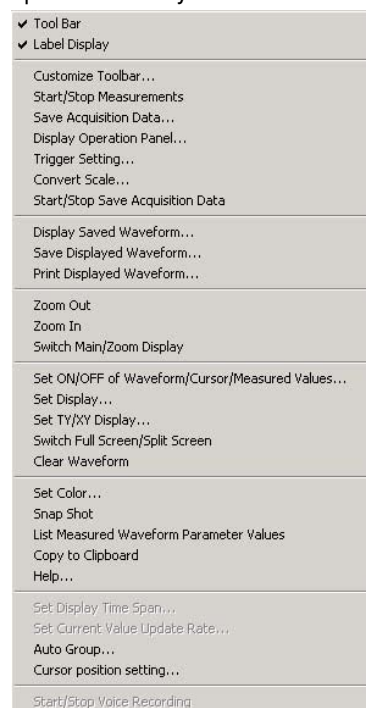 Tool Bar
Label Display
Customize Toolbar...
Start/Stop Measurements
Save Acquisition Data...
Display Operation Panel...
Trigger Setting...
Convert Scale...
Start/Stop Save Acquisition Data
Display Saved Waveform...
Save Displayed Waveform...
Print Displayed Waveform...
Zoom Out
Zoom In
Switch Main/Zoom Display
Set ON/OFF of Waveform/Cursor/Measured Values...
Set Display...
Set TY/XY Display...
Switch Full Screen/Split Screen
Clear Waveform
Set Color...
Snap Shot
List Measured Waveform Parameter Values
Copy to Clipboard
Help...
Set Display Time Span...
Set Current Value Update Rate...
Auto Group...
Cursor position setting...
Start/Stop Voice Recording